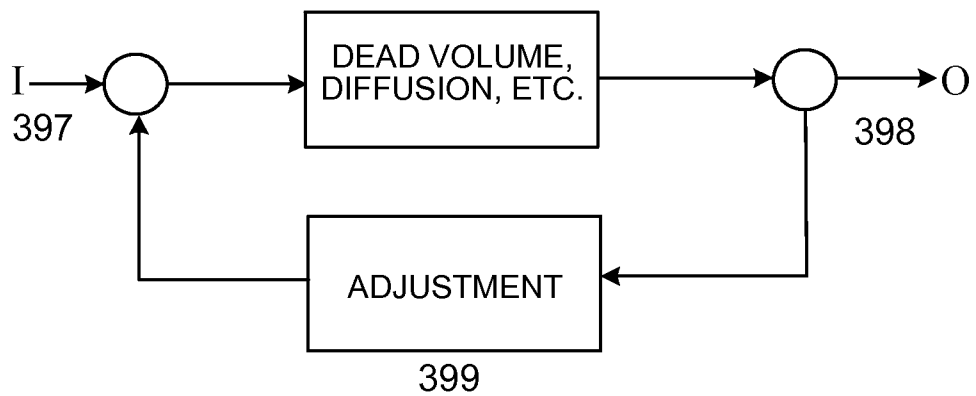 DEAD VOLUME,
DIFFUSION, ETC.
I
O
397
398
ADJUSTMENT
399